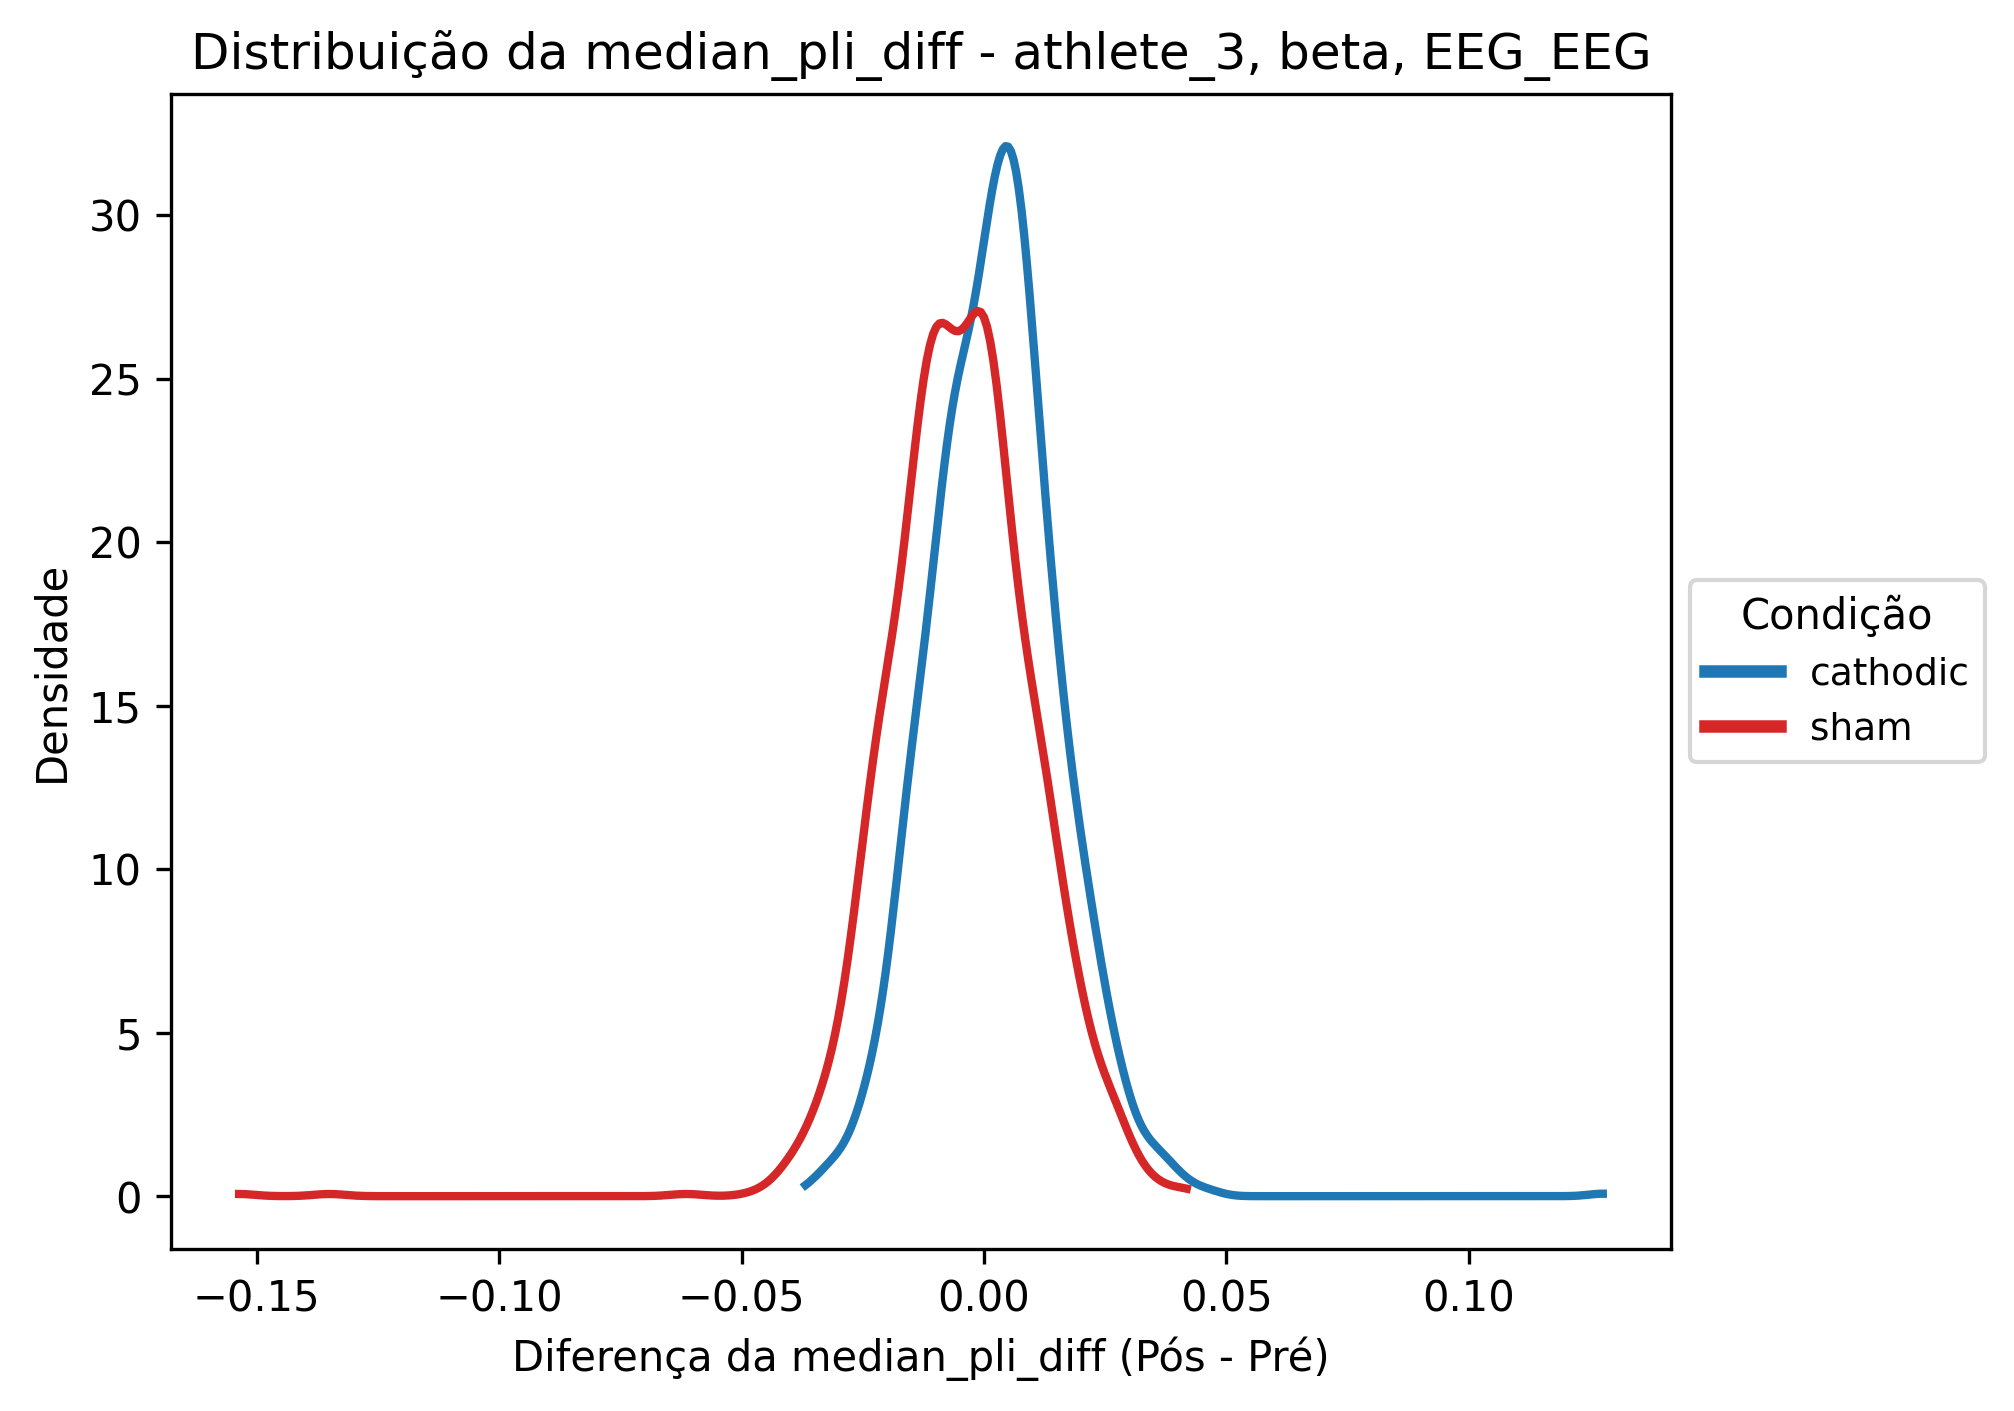 Distribuição da median_pli_diff - athlete_3, beta, EEG_EEG
Densidade
30
25
20
15
10
5
0
−0.15
−0.10
−0.05
0.00
0.05
0.10
Diferença da median_pli_diff (Pós - Pré)
Condição
cathodic
sham